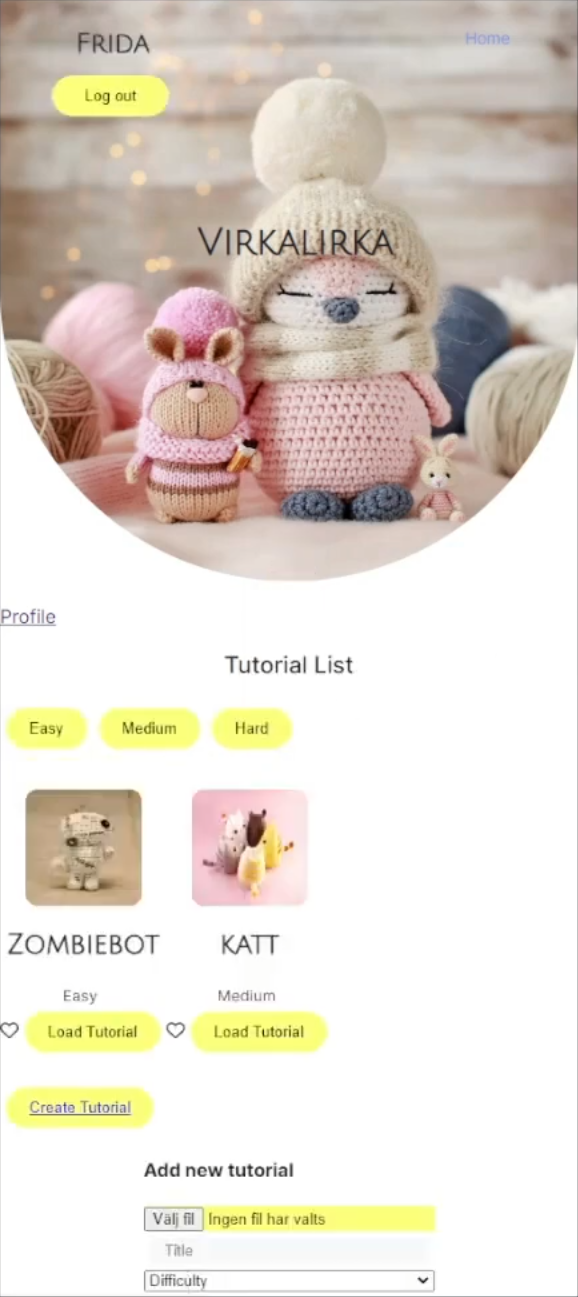 FRIDA
Home
Log out
VIRKALIRKA
Profile
Tutorial List
Easy Medium Hard
ZOMBIEBOT KATT
Easy Medium
Load Tutorial Load Tutorial
Create Tutorial
Add new tutorial
Välj fil Ingen fil har valts
Title
Difficulty